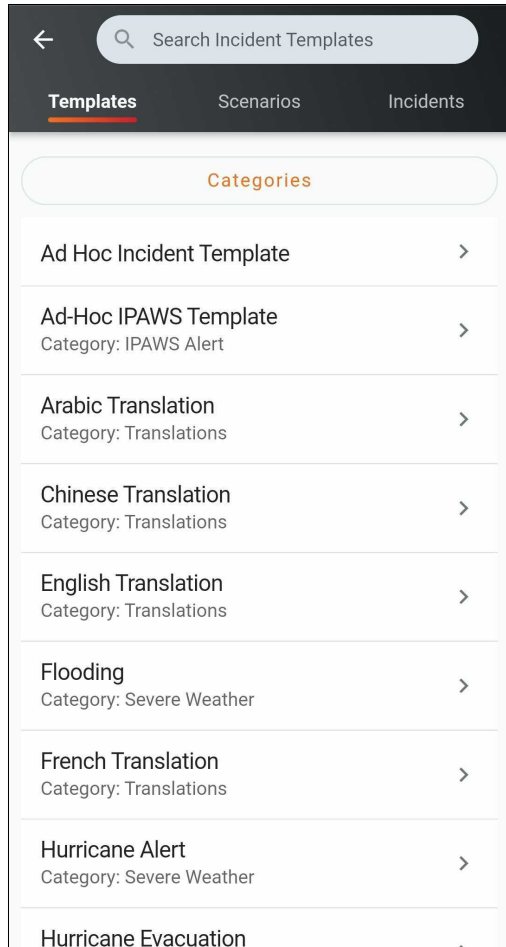 Search Incident Templates
Templates Scenarios Incidents
Categories
Ad Hoc Incident Template
Ad-Hoc IPAWS Template
Category: IPAWS Alert
Arabic Translation
Category: Translations
Chinese Translation
Category: Translations
English Translation
Category: Translations
Flooding
Category: Severe Weather
French Translation
Category: Translations
Hurricane Alert
Category: Severe Weather
Hurricane Evacuation